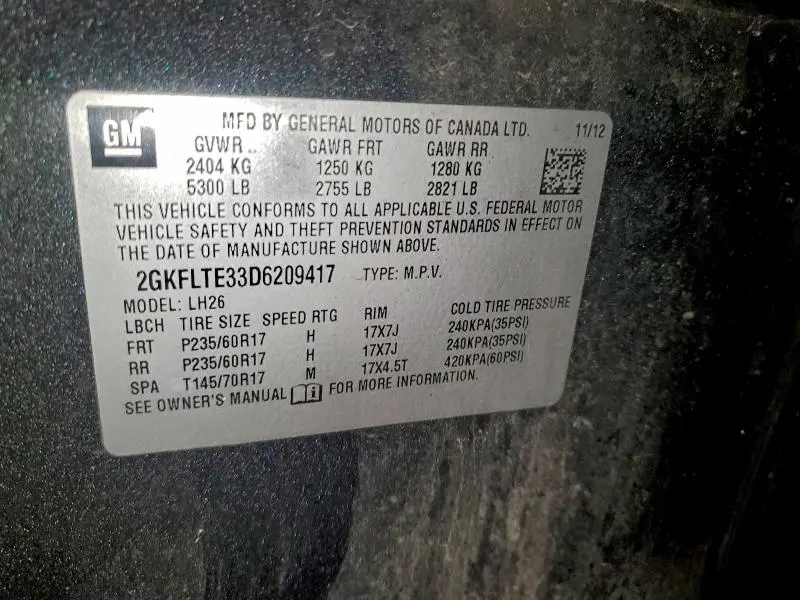 GM
MFD BY GENERAL MOTORS OF CANADA LTD. 11/12
GVWR GAWR FRT GAWR RR
2404 KG 1250 KG 1280 KG
5300 LB 2755 LB 2821 LB
THIS VEHICLE CONFORMS TO ALL APPLICABLE U.S. FEDERAL MOTOR
VEHICLE SAFETY AND THEFT PREVENTION STANDARDS IN EFFECT ON
THE DATE OF MANUFACTURE SHOWN ABOVE.
2GKFLTE33D6209417 TYPE: M.P.V.
MODEL: LH26
LBCH TIRE SIZE SPEED RTG RIM COLD TIRE PRESSURE
FRT P235/60R17 H 17X7J 240KPA(35PSI)
RR P235/60R17 H 17X7J 240KPA(35PSI)
SPA T145/70R17 M 17X4.5T 420KPA(60PSI)
SEE OWNER'S MANUAL i FOR MORE INFORMATION.